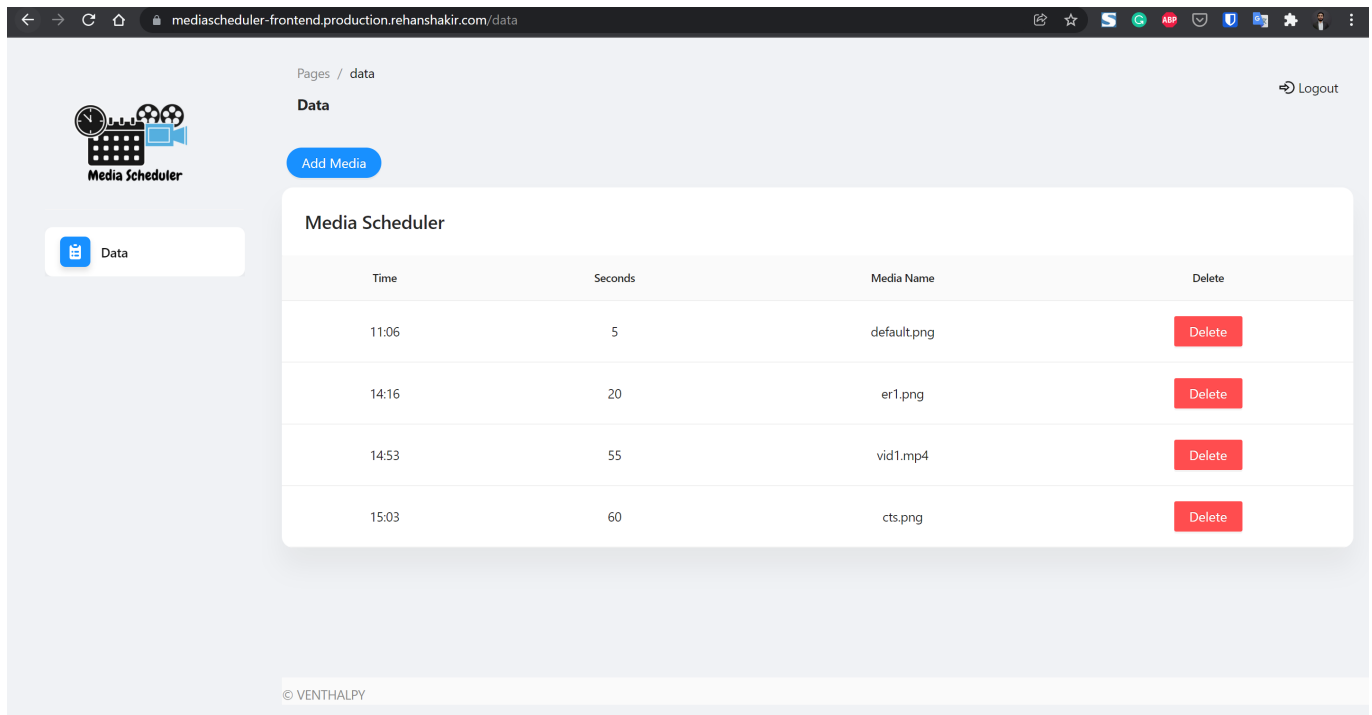 mediascheduler-frontend.production.rehanshakir.com/data
Pages / data
Logout
Data
Media Scheduler
Add Media
Data
Media Scheduler
Time Seconds Media Name Delete
11:06 5 default.png Delete
14:16 20 er1.png Delete
14:53 55 vid1.mp4 Delete
15:03 60 cts.png Delete
© VENTHALPY